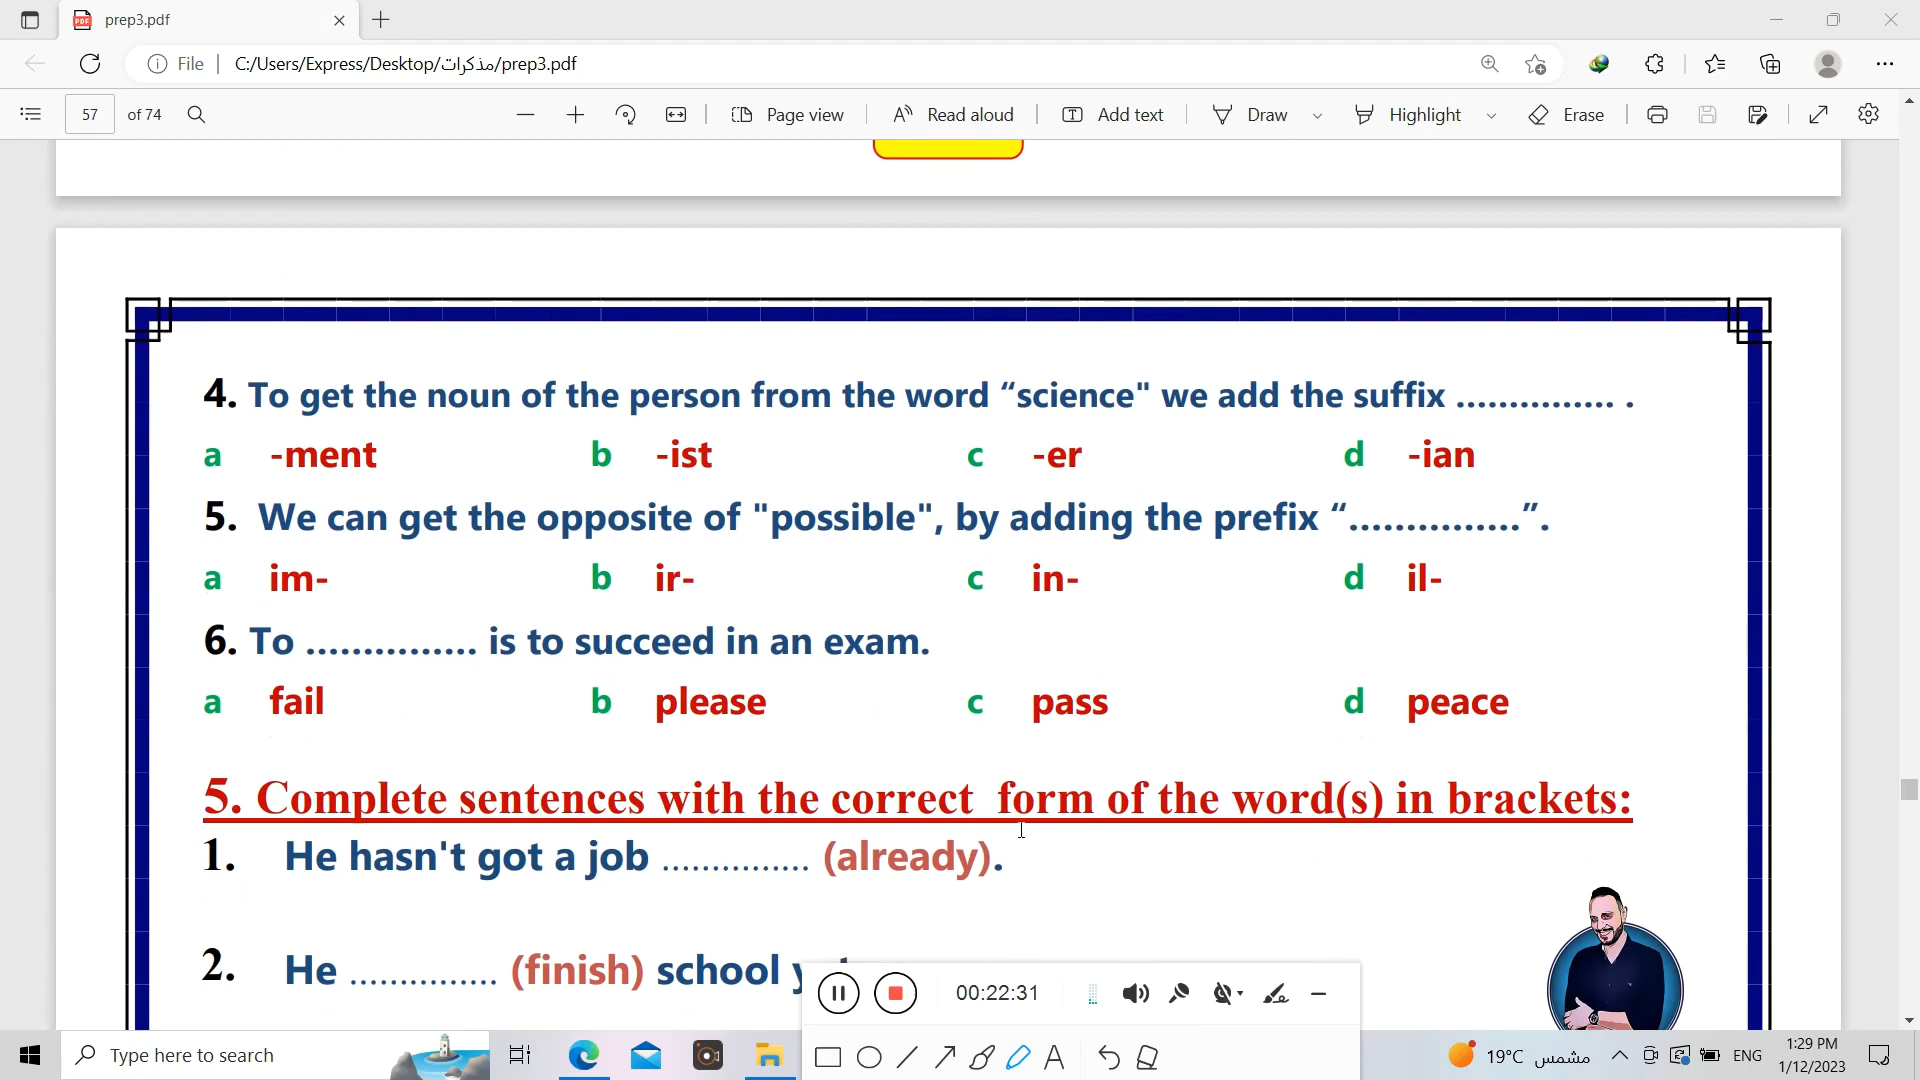 prep3.pdf
File | C:/Users/Express/Desktop/مذكرات/prep3.pdf
57 of 74 Page view Read aloud Add text Draw Highlight Erase
4. To get the noun of the person from the word “science" we add the suffix ............... .
a -ment b -ist c -er d -ian
5. We can get the opposite of "possible", by adding the prefix “...............”.
a im- b ir- c in- d il-
6. To ............... is to succeed in an exam.
a fail b please c pass d peace
5. Complete sentences with the correct form of the word(s) in brackets:
1. He hasn't got a job .............. (already).
2. He .............. (finish) school
00:22:31
Type here to search
19°C مشمس ENG
1:29 PM
1/12/2023